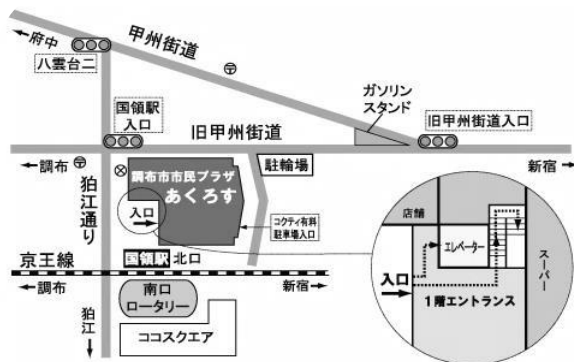 甲州街道
←府中
八雲台二
〒
国領駅
入口
旧甲州街道
ガソリン
スタンド
旧甲州街道入口
←調布
〒
新宿→
駐輪場
調布市市民プラザ
あくろす
入口
狛江通り
コクティ有料
駐車場入口
京王線
国領駅 北口
←調布
新宿→
南口
ロータリー
ココスクエア
狛江
店舗
エレベーター
スーパー
入口
1階エントランス